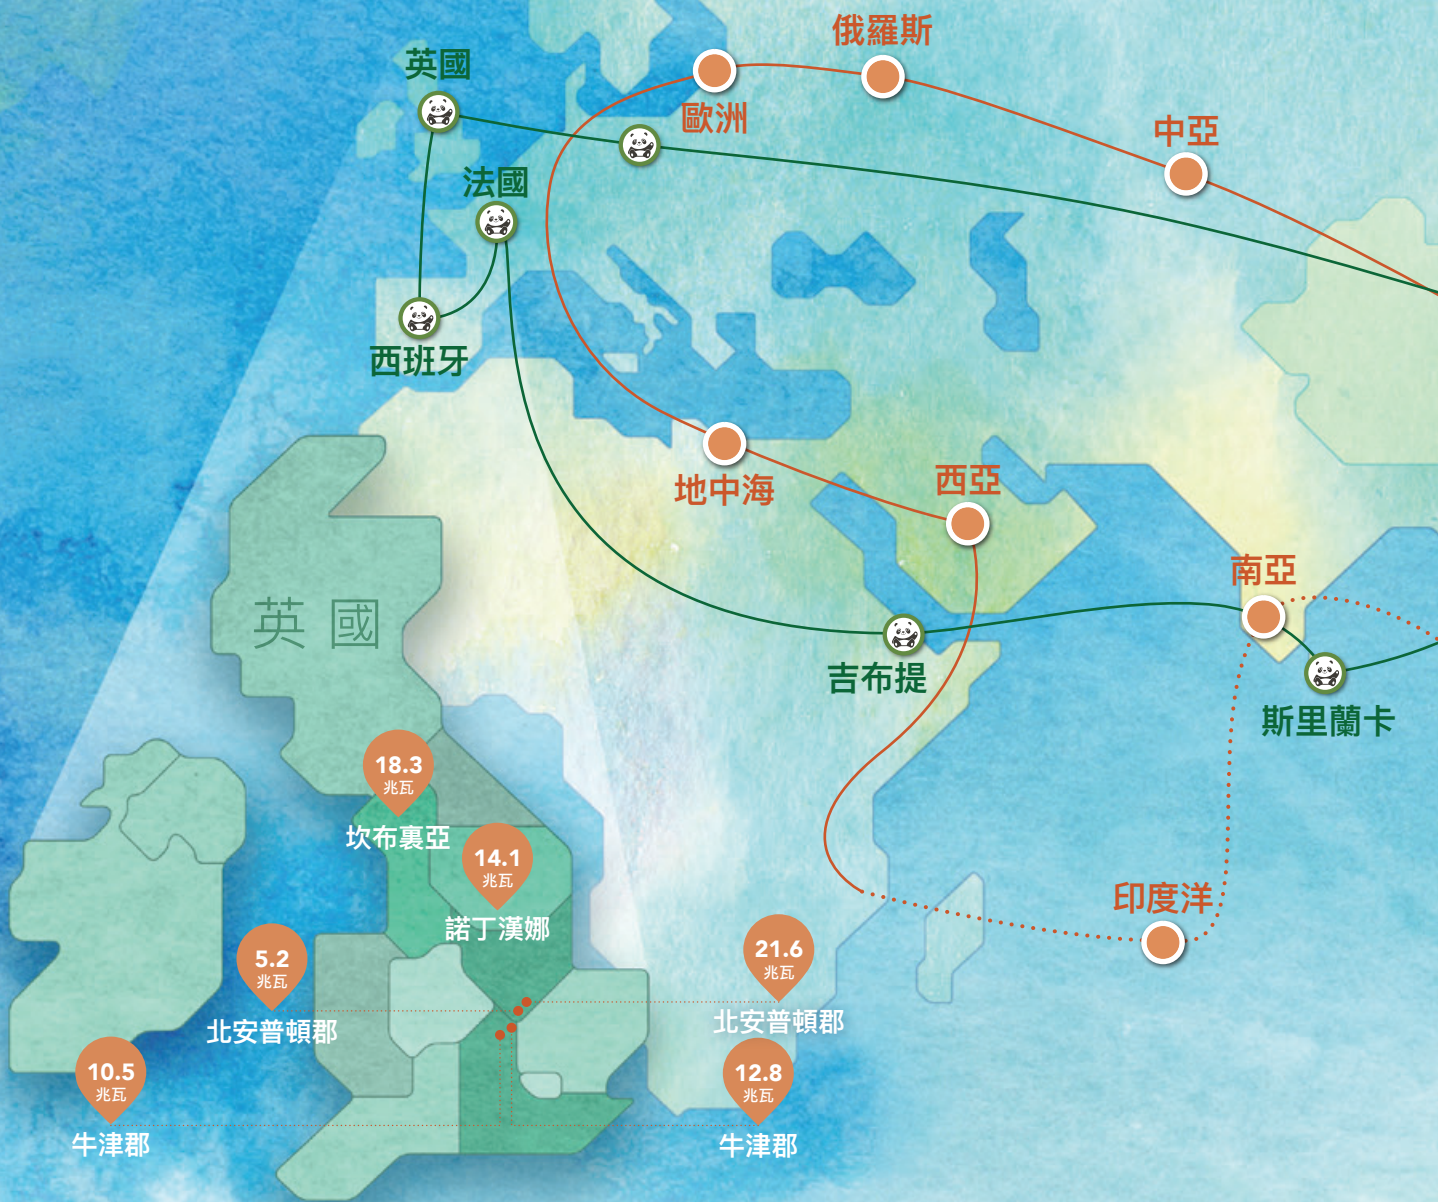 俄羅斯
英國
歐洲
中亞
法國
西班牙
地中海
西亞
南亞
英國
吉布提
斯里蘭卡
18.3
兆瓦
坎布裏亞
14.1
兆瓦
諾丁漢娜
印度洋
5.2
兆瓦
北安普頓郡
21.6
兆瓦
北安普頓郡
10.5
兆瓦
牛津郡
12.8
兆瓦
牛津郡